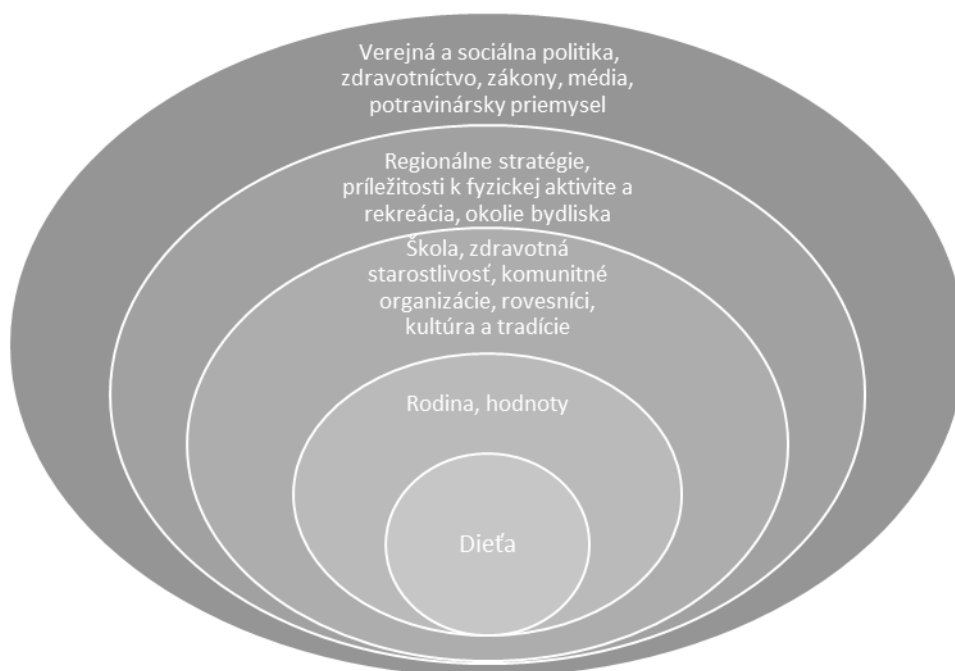 Verejná a sociálna politika,
zdravotníctvo, zákony, média,
potravinársky priemysel
Regionálne stratégie,
príležitosti k fyzickej aktivite a
rekreácia, okolie bydliska
Škola, zdravotná
starostlivosť, komunitné
organizácie, rovesníci,
kultúra a tradície
Rodina, hodnoty
Dieťa